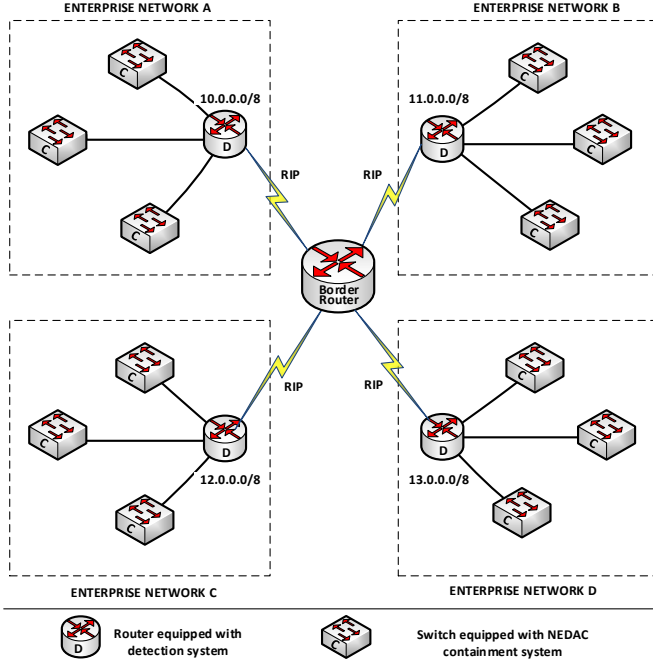 ENTERPRISE NETWORK A
ENTERPRISE NETWORK B
C
10.0.0.0/8
11.0.0.0/8
C
C
D
D
C
C
C
RIP
RIP
Border
Router
C
C
C
RIP
RIP
C
D
D
12.0.0.0/8
13.0.0.0/8
C
C
ENTERPRISE NETWORK C
ENTERPRISE NETWORK D
D
Router equipped with
detection system
C
Switch equipped with NEDAC
containment system